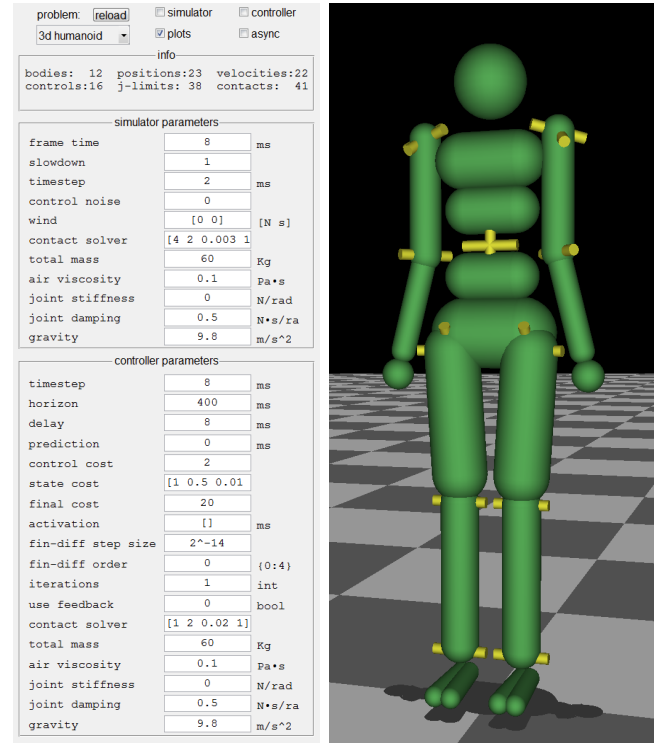 problem: reload simulator controller
3d humanoid plots async
info
bodies: 12 positions:23 velocities:22
controls:16 j-limits: 38 contacts: 41
simulator parameters
frame time 8 ms
slowdown 1
timestep 2 ms
control noise 0
wind [0 0] [N s]
contact solver [4 2 0.003 1
total mass 60 Kg
air viscosity 0.1 Pa•s
joint stiffness 0 N/rad
joint damping 0.5 N•s/ra
gravity 9.8 m/s^2
controller parameters
timestep 8 ms
horizon 400 ms
delay 8 ms
prediction 0 ms
control cost 2
state cost [1 0.5 0.01
final cost 20
activation [] ms
fin-diff step size 2^-14
fin-diff order 0 {0:4}
iterations 1 int
use feedback 0 bool
contact solver [1 2 0.02 1]
total mass 60 Kg
air viscosity 0.1 Pa•s
joint stiffness 0 N/rad
joint damping 0.5 N•s/ra
gravity 9.8 m/s^2